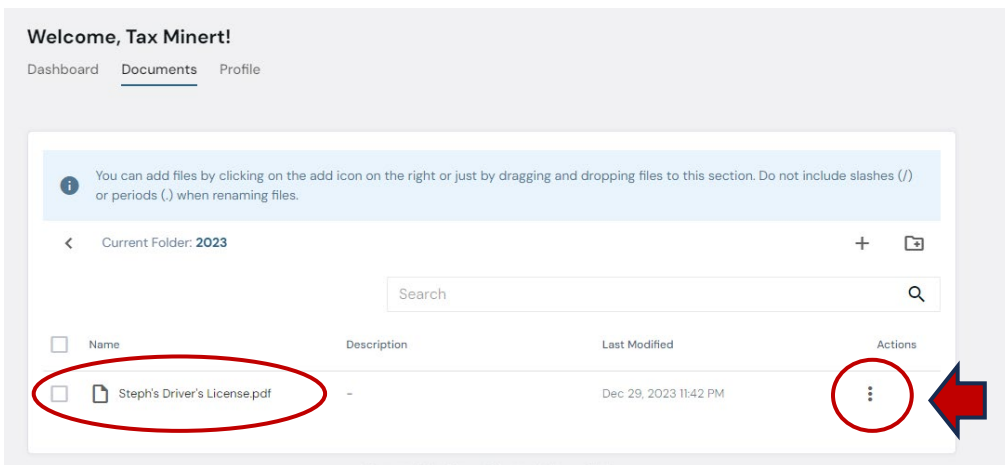 Welcome, Tax Minert!
Dashboard Documents Profile
You can add files by clicking on the add icon on the right or just by dragging and dropping files to this section. Do not include slashes (/)
or periods (.) when renaming files.
Current Folder: 2023
Search
Name Description Last Modified Actions
Steph's Driver's License.pdf - Dec 29, 2023 11:42 PM